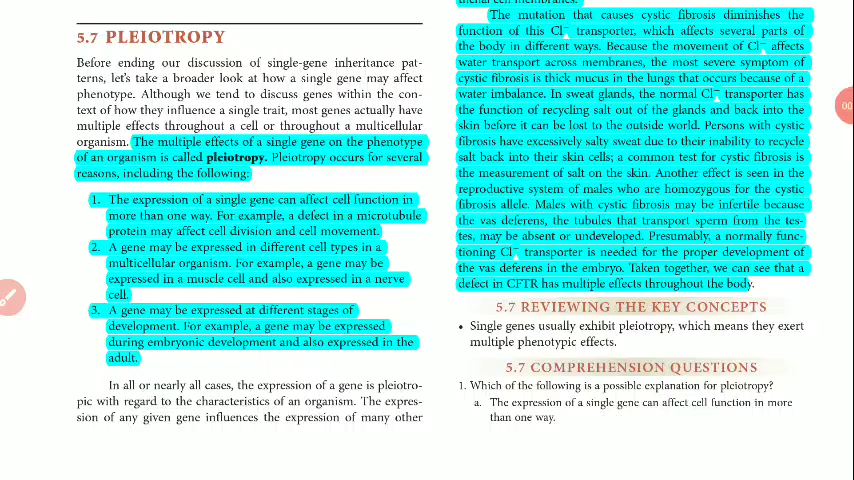 5.7 PLEIOTROPY
Before ending our discussion of single-gene inheritance pat-
terns, let's take a broader look at how a single gene may affect
phenotype. Although we tend to discuss genes within the con-
text of how they influence a single trait, most genes actually have
multiple effects throughout a cell or throughout a multicellular
organism. The multiple effects of a single gene on the phenotype
of an organism is called pleiotropy. Pleiotropy occurs for several
reasons, including the following:
1. The expression of a single gene can affect cell function in
more than one way. For example, a defect in a microtubule
protein may affect cell division and cell movement.
2. A gene may be expressed in different cell types in a
multicellular organism. For example, a gene may be
expressed in a muscle cell and also expressed in a nerve
cell.
3. A gene may be expressed at different stages of
development. For example, a gene may be expressed
during embryonic development and also expressed in the
adult.
In all or nearly all cases, the expression of a gene is pleiotro-
pic with regard to the characteristics of an organism. The expres-
sion of any given gene influences the expression of many other
The mutation that causes cystic fibrosis diminishes the
function of this Cl⁻ transporter, which affects several parts of
the body in different ways. Because the movement of Cl⁻ affects
water transport across membranes, the most severe symptom of
cystic fibrosis is thick mucus in the lungs that occurs because of a
water imbalance. In sweat glands, the normal Cl⁻ transporter has
the function of recycling salt out of the glands and back into the
skin before it can be lost to the outside world. Persons with cystic
fibrosis have excessively salty sweat due to their inability to recycle
salt back into their skin cells; a common test for cystic fibrosis is
the measurement of salt on the skin. Another effect is seen in the
reproductive system of males who are homozygous for the cystic
fibrosis allele. Males with cystic fibrosis may be infertile because
the vas deferens, the tubules that transport sperm from the tes-
tes, may be absent or undeveloped. Presumably, a normally func-
tioning Cl⁻ transporter is needed for the proper development of
the vas deferens in the embryo. Taken together, we can see that a
defect in CFTR has multiple effects throughout the body.
5.7 REVIEWING THE KEY CONCEPTS
• Single genes usually exhibit pleiotropy, which means they exert
multiple phenotypic effects.
5.7 COMPREHENSION QUESTIONS
1. Which of the following is a possible explanation for pleiotropy?
a. The expression of a single gene can affect cell function in more
than one way.
00